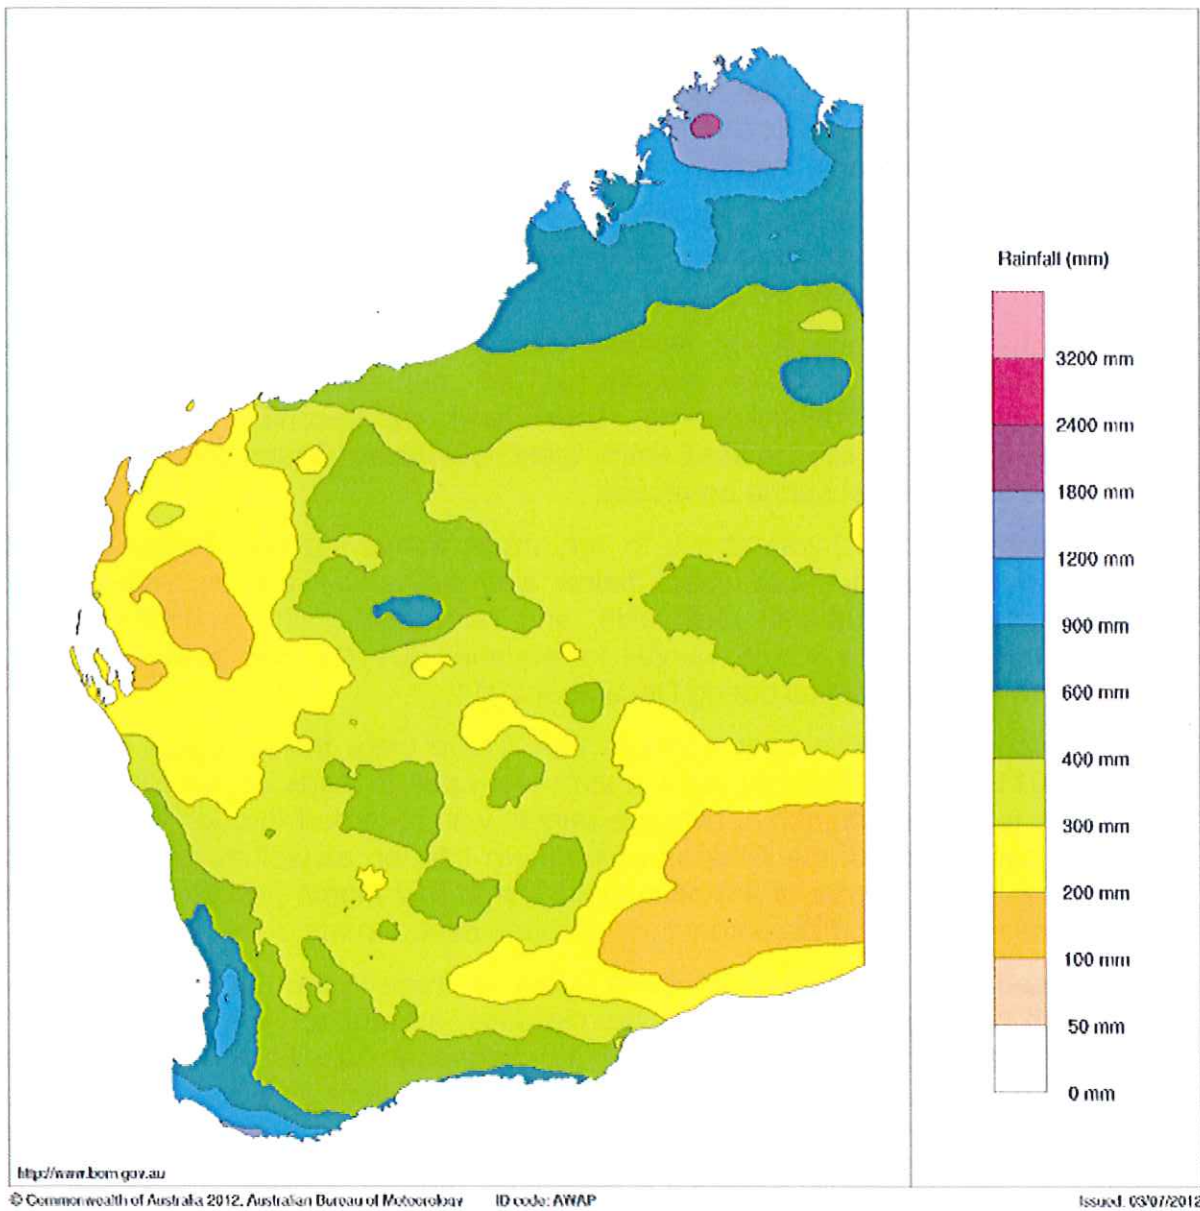 Rainfall (mm)
3200 mm
2400 mm
1800 mm
1200 mm
900 mm
600 mm
400 mm
300 mm
200 mm
100 mm
50 mm
0 mm
http://www.bom.gov.au
© Commonwealth of Australia 2012, Australian Bureau of Meteorology ID code: AWAP Issued: 03/07/2012